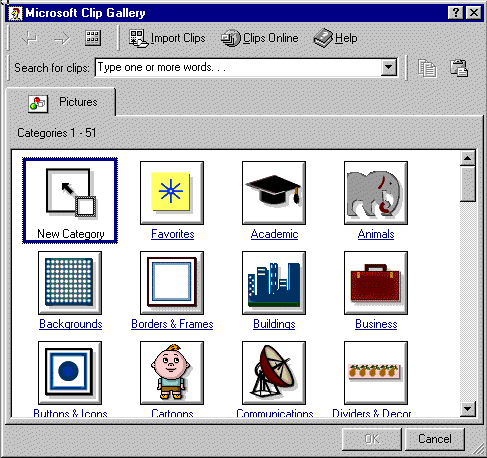 Microsoft Clip Gallery
Import Clips Clips Online Help
Search for clips: Type one or more words. . .
Pictures
Categories 1 - 51
New Category Favorites Academic Animals
Backgrounds Borders & Frames Buildings Business
Buttons & Icons Cartoons Communications Dividers & Decor...
OK Cancel